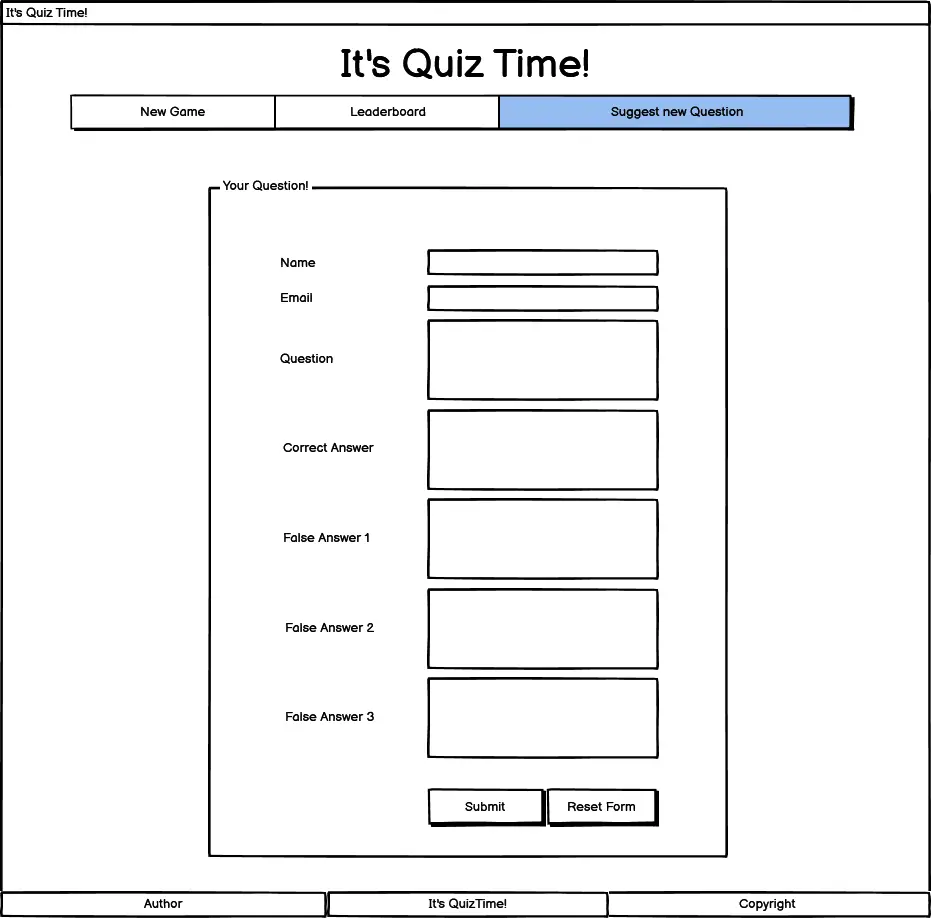 It's Quiz Time!
It's Quiz Time!
New Game Leaderboard Suggest new Question
Your Question!
Name
Email
Question
Correct Answer
False Answer 1
False Answer 2
False Answer 3
Submit Reset Form
Author It's QuizTime! Copyright